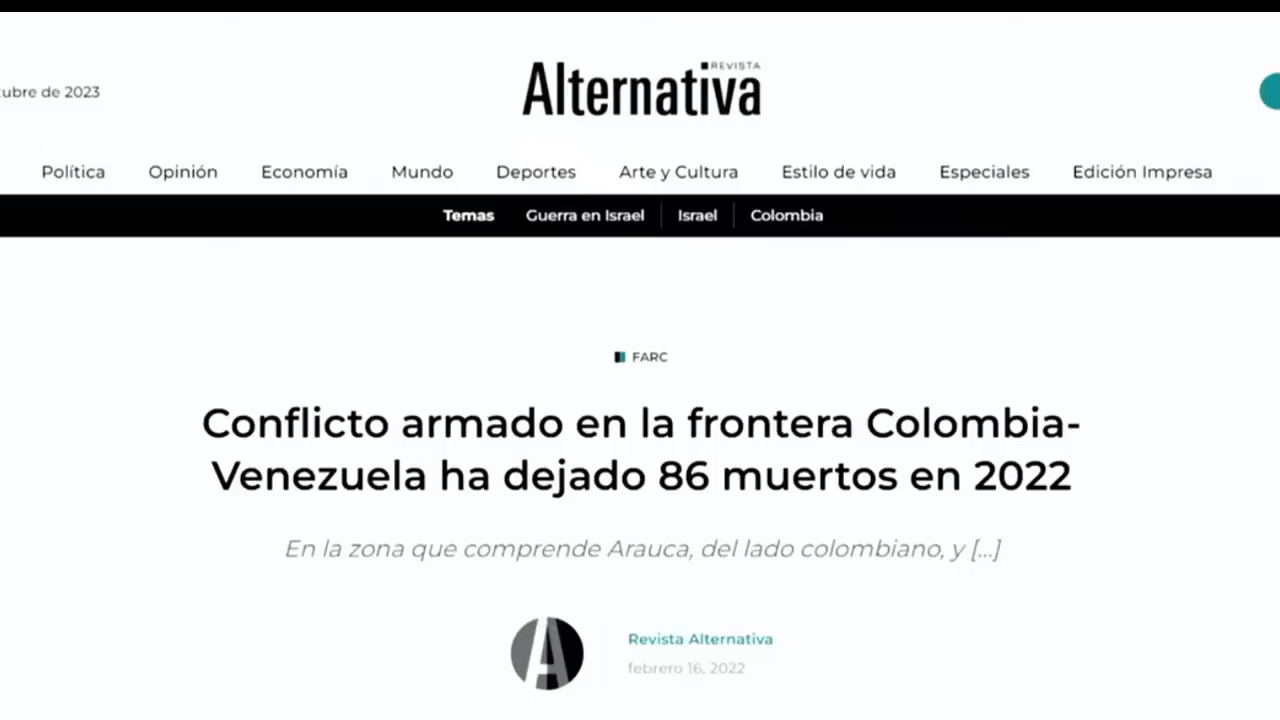 REVISTA
Alternativa
de 2023
Política Opinión Economía Mundo Deportes Arte y Cultura Estilo de vida Especiales Edición Impresa
Temas Guerra en Israel Israel Colombia
FARC
Conflicto armado en la frontera Colombia-
Venezuela ha dejado 86 muertos en 2022
En la zona que comprende Arauca, del lado colombiano, y [...]
Revista Alternativa
febrero 16, 2022